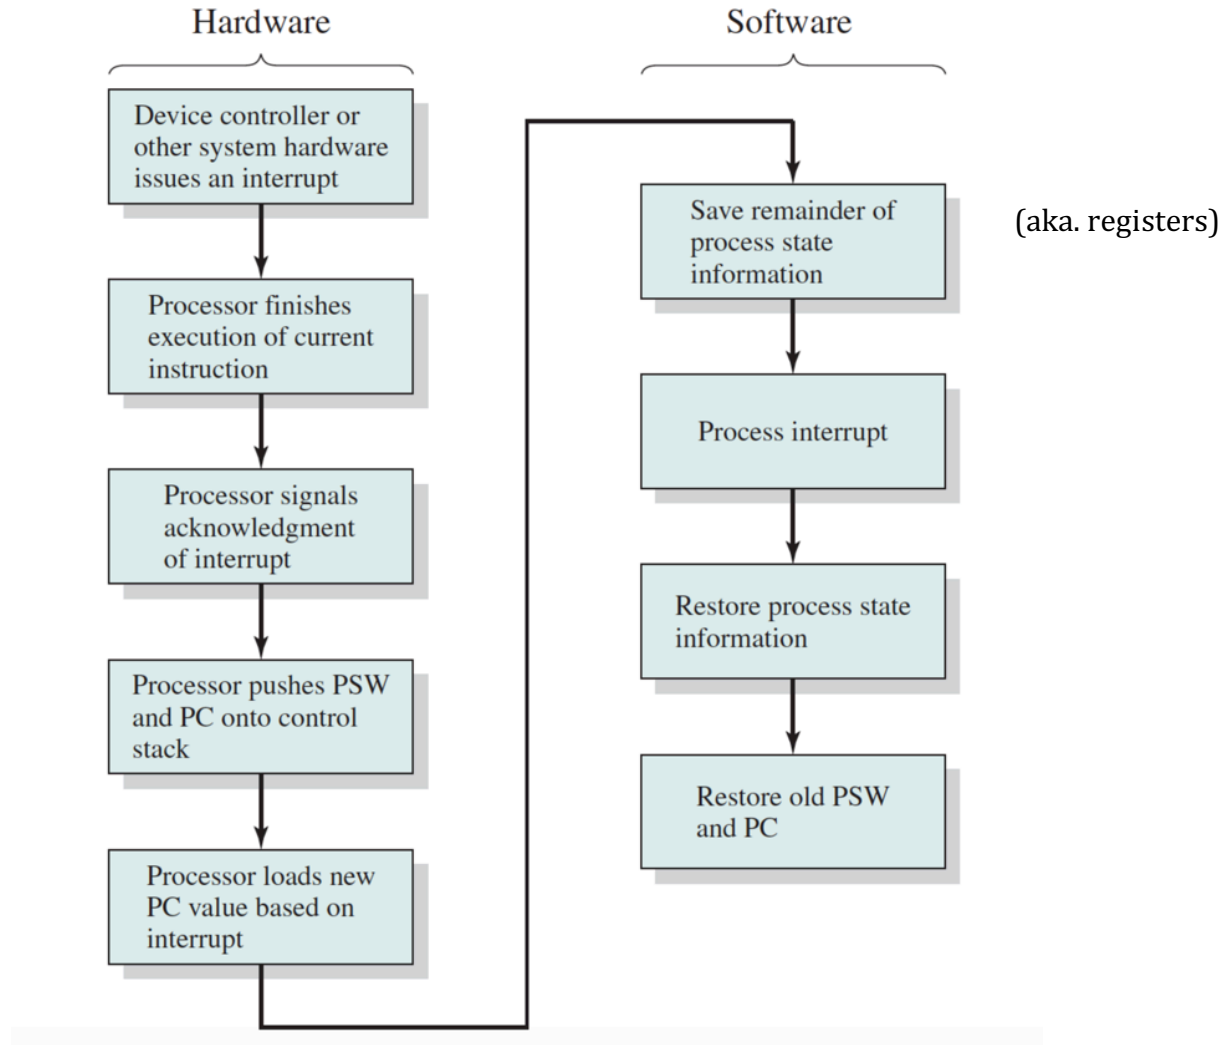 Hardware
Device controller or
other system hardware
issues an interrupt
Processor finishes
execution of current
instruction
Processor signals
acknowledgment
of interrupt
Processor pushes PSW
and PC onto control
stack
Processor loads new
PC value based on
interrupt
Software
Save remainder of
process state
information
(aka. registers)
Process interrupt
Restore process state
information
Restore old PSW
and PC